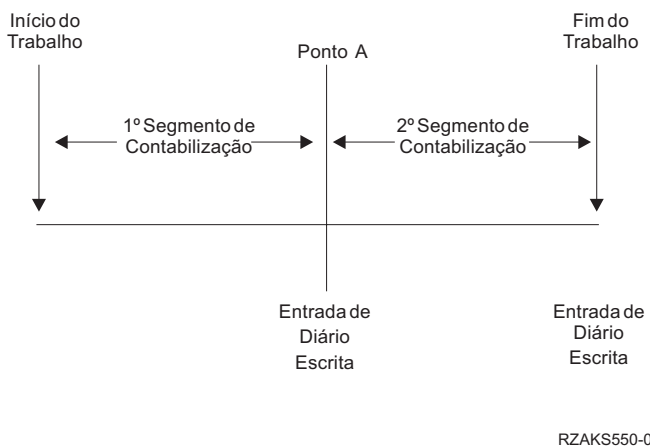 Início do
Trabalho
Ponto A
Fim do
Trabalho
1º Segmento de
Contabilização
2º Segmento de
Contabilização
Entrada de
Diário
Escrita
Entrada de
Diário
Escrita
RZAKS550-0